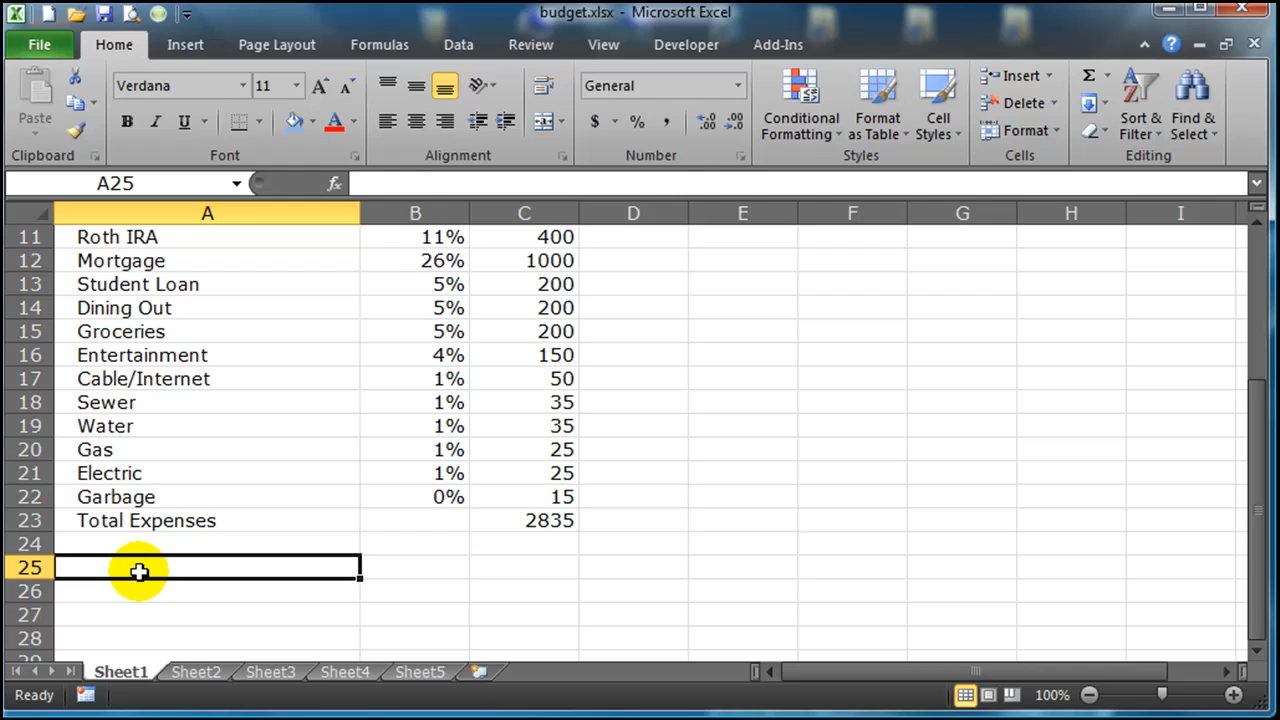 budget.xlsx - Microsoft Excel
File Home Insert Page Layout Formulas Data Review View Developer Add-Ins
Verdana 11 General Insert Σ
Paste B I U $ % , Conditional Formatting Format as Table Cell Styles Delete Sort & Filter Find & Select
Format
Clipboard Font Alignment Number Styles Cells Editing
A25 fx
A B C D E F G H I
11 Roth IRA 11% 400
12 Mortgage 26% 1000
13 Student Loan 5% 200
14 Dining Out 5% 200
15 Groceries 5% 200
16 Entertainment 4% 150
17 Cable/Internet 1% 50
18 Sewer 1% 35
19 Water 1% 35
20 Gas 1% 25
21 Electric 1% 25
22 Garbage 0% 15
23 Total Expenses 2835
24
25
26
27
28
29
Sheet1 Sheet2 Sheet3 Sheet4 Sheet5
Ready 100%